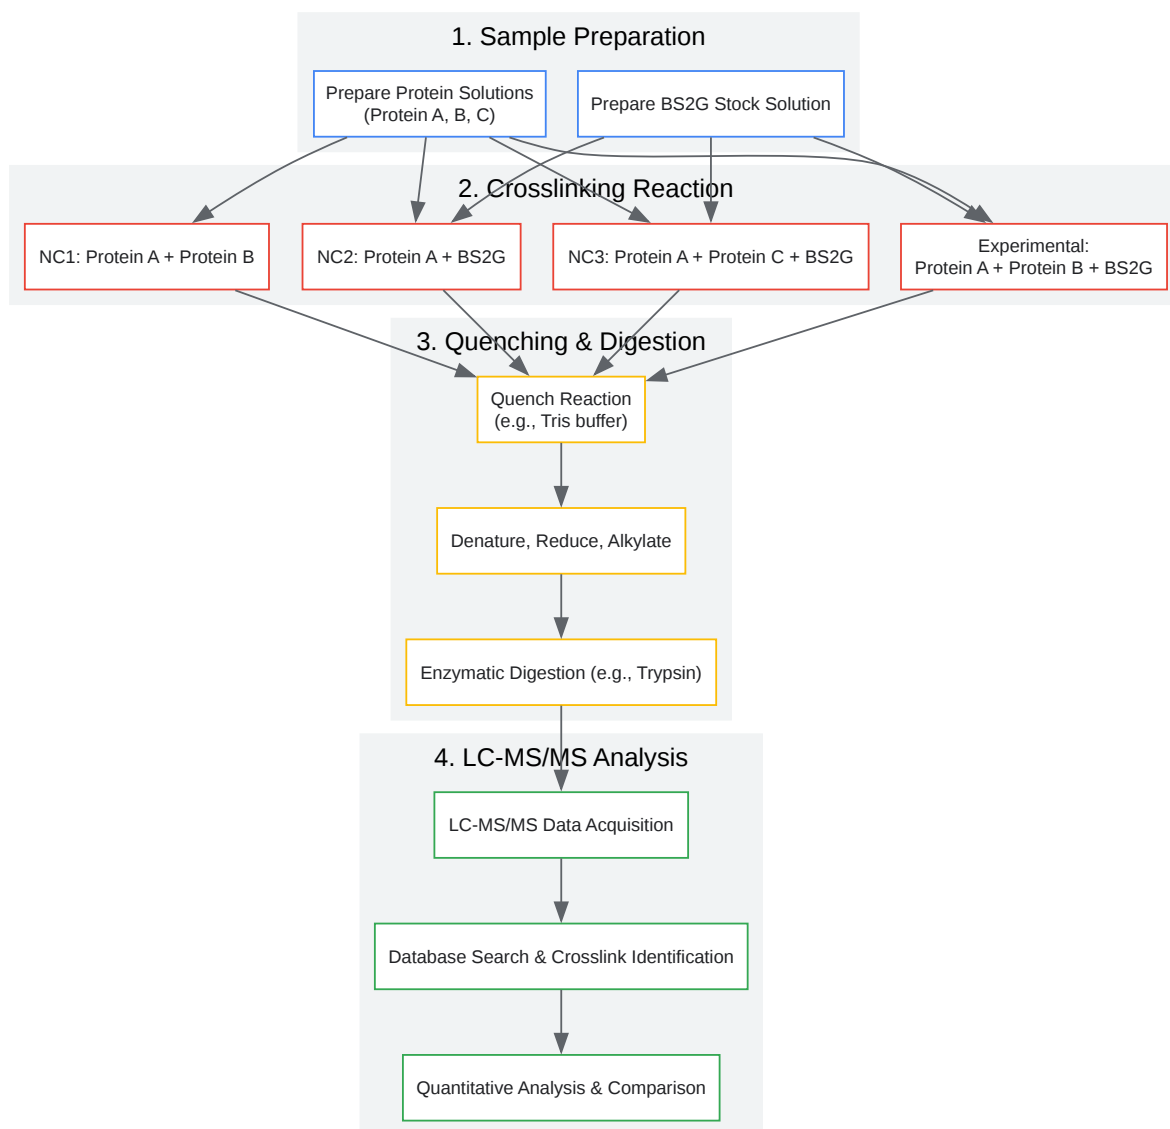 1. Sample Preparation
Prepare Protein Solutions
(Protein A, B, C)
Prepare BS2G Stock Solution
2. Crosslinking Reaction
NC1: Protein A + Protein B
NC2: Protein A + BS2G
NC3: Protein A + Protein C + BS2G
Experimental:
Protein A + Protein B + BS2G
3. Quenching & Digestion
Quench Reaction
(e.g., Tris buffer)
Denature, Reduce, Alkylate
Enzymatic Digestion (e.g., Trypsin)
4. LC-MS/MS Analysis
LC-MS/MS Data Acquisition
Database Search & Crosslink Identification
Quantitative Analysis & Comparison